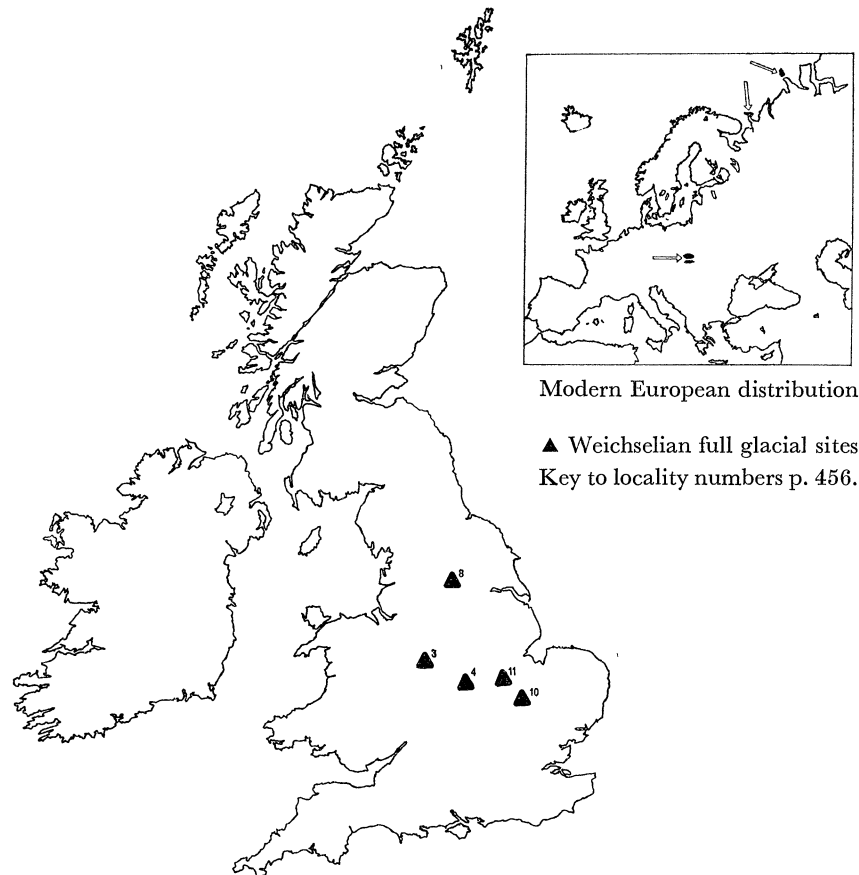 Modern European distribution
▲ Weichselian full glacial sites
Key to locality numbers p. 456.
8
3
4
11
10